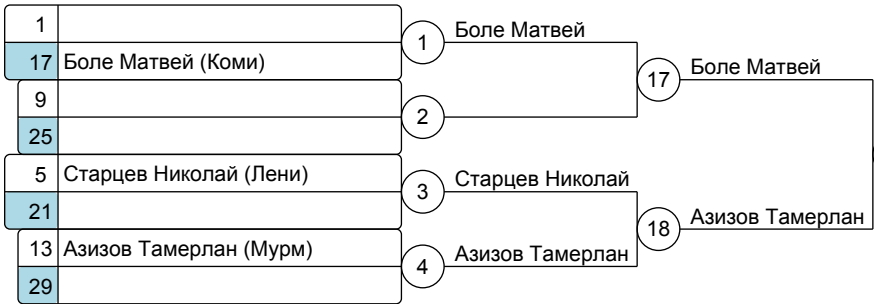 1
17 Боле Матвей (Коми)
9
25
5 Старцев Николай (Лени)
21
13 Азизов Тамерлан (Мурм)
29
1 Боле Матвей
2
3 Старцев Николай
4 Азизов Тамерлан
17 Боле Матвей
18 Азизов Тамерлан